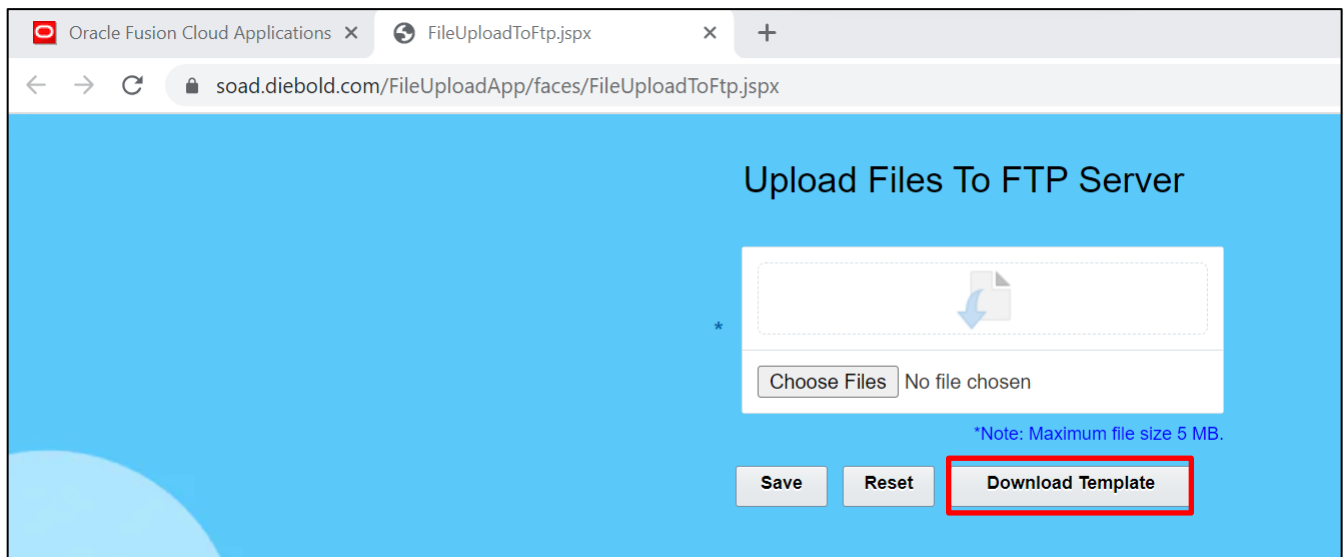 Oracle Fusion Cloud Applications
FileUploadToFtp.jspx
soad.diebold.com/FileUploadApp/faces/FileUploadToFtp.jspx
Upload Files To FTP Server
*
Choose Files No file chosen
*Note: Maximum file size 5 MB.
Save Reset Download Template